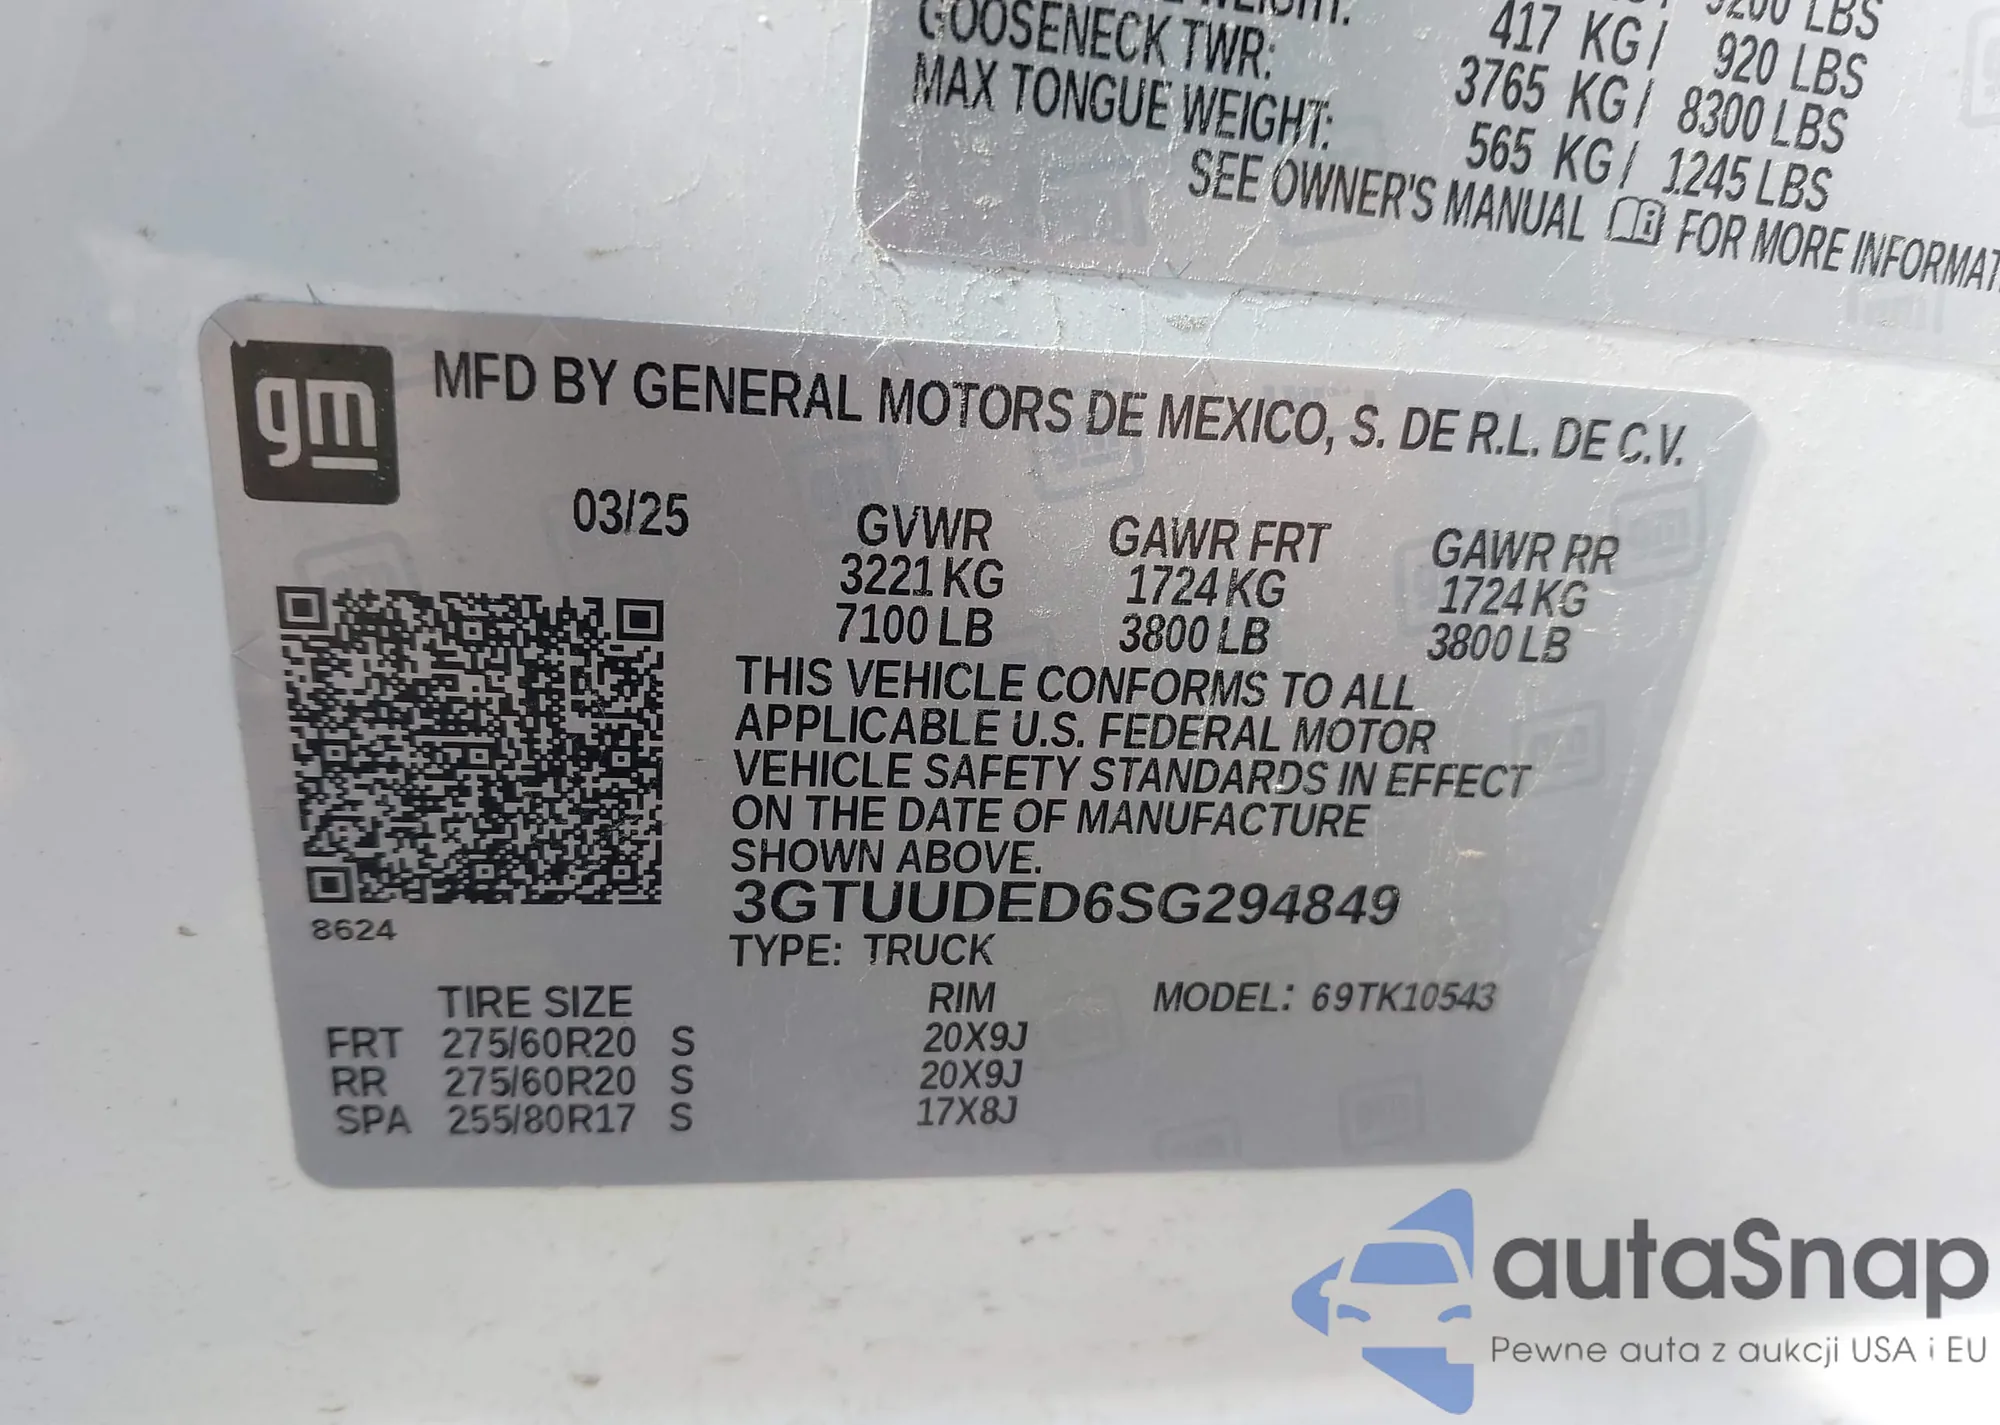 WEIGHT:
GOOSENECK TWR:
MAX TONGUE WEIGHT:
LBS
417 KG/ 920 LBS
3765 KG/ 8300 LBS
565 KG/ 1245 LBS
SEE OWNER'S MANUAL FOR MORE INFORMAT
gm
MFD BY GENERAL MOTORS DE MEXICO, S. DE R.L. DE C.V.
03/25
GVWR GAWR FRT GAWR RR
3221 KG 1724 KG 1724 KG
7100 LB 3800 LB 3800 LB
THIS VEHICLE CONFORMS TO ALL
APPLICABLE U.S. FEDERAL MOTOR
VEHICLE SAFETY STANDARDS IN EFFECT
ON THE DATE OF MANUFACTURE
SHOWN ABOVE.
3GTUUDED6SG294849
8624
TYPE: TRUCK
TIRE SIZE RIM MODEL: 69TK10543
FRT 275/60R20 S 20X9J
RR 275/60R20 S 20X9J
SPA 255/80R17 S 17X8J
autaSnap
Pewne auta z aukcji USA i EU